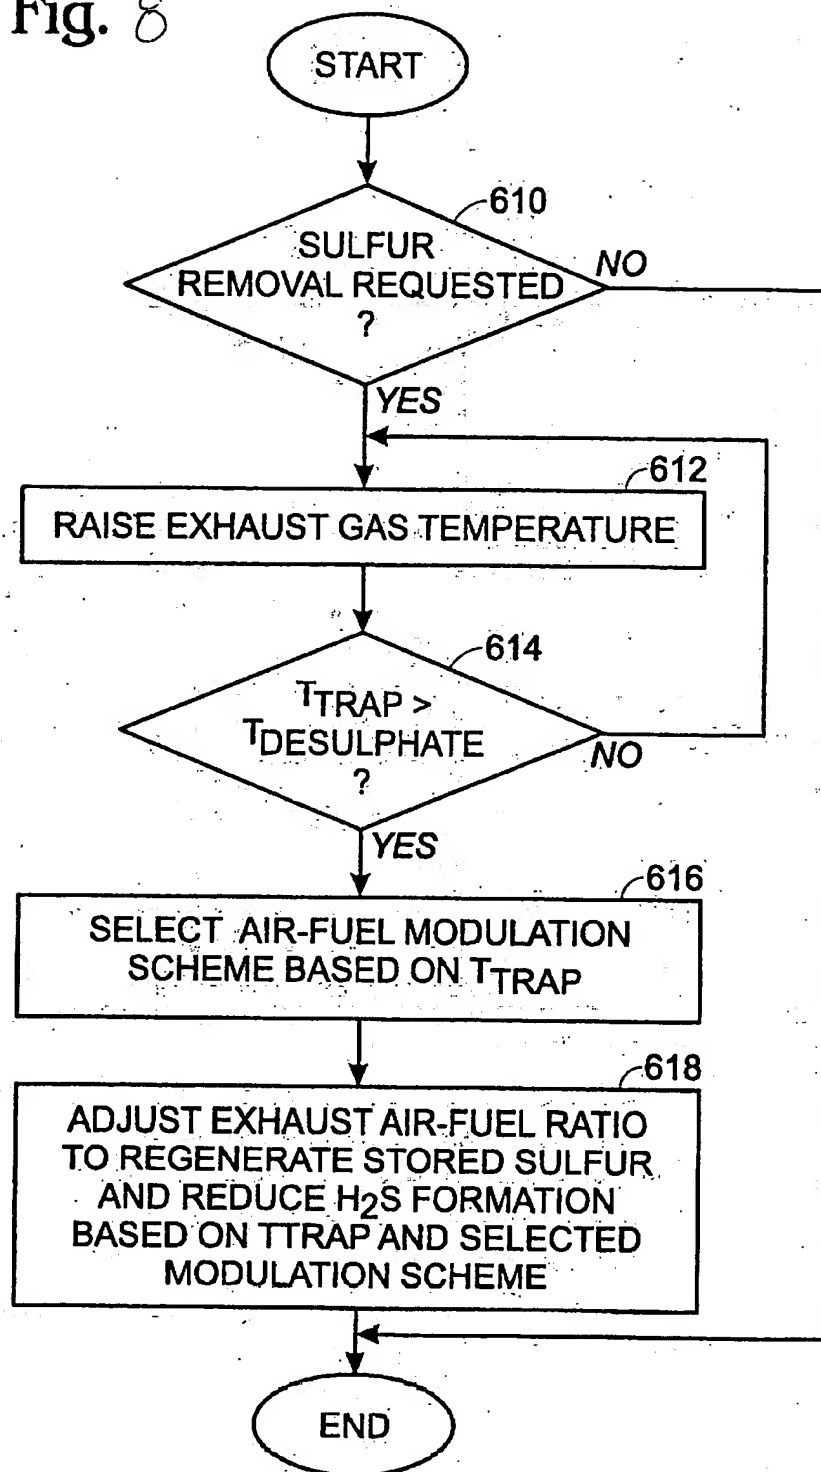 Fig. 8
START
610
SULFUR
REMOVAL REQUESTED
?
NO
YES
612
RAISE EXHAUST GAS TEMPERATURE
614
TTRAP >
TDESULPHATE
?
NO
YES
616
SELECT AIR-FUEL MODULATION
SCHEME BASED ON TTRAP
618
ADJUST EXHAUST AIR-FUEL RATIO
TO REGENERATE STORED SULFUR
AND REDUCE H2S FORMATION
BASED ON TTRAP AND SELECTED
MODULATION SCHEME
END